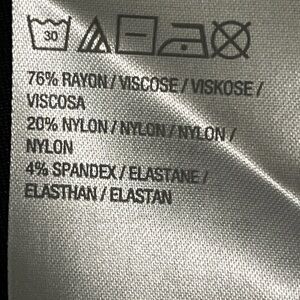 30
76% RAYON / VISCOSE / VISKOSE /
VISCOSA
20% NYLON / NYLON / NYLON /
NYLON
4% SPANDEX / ELASTANE /
ELASTHAN / ELASTAN